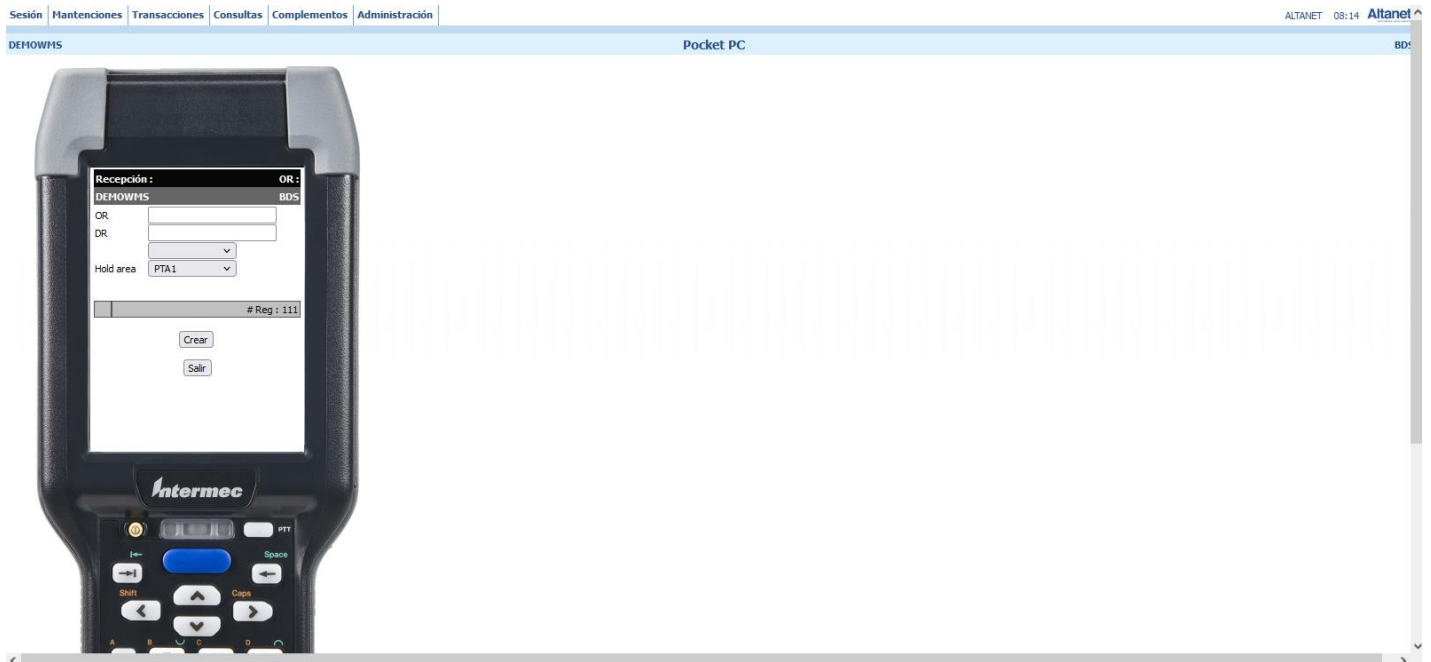 Sesión Mantenciones Transacciones Consultas Complementos Administración ALTANET 08:14 Altanet
DEMOWMS Pocket PC BDS
Recepción : OR :
DEMOWMS BDS
OR
DR
Hold area PTA1
# Reg : 111
Crear
Salir
Intermec
PTT
Space
Shift Caps
A B C D